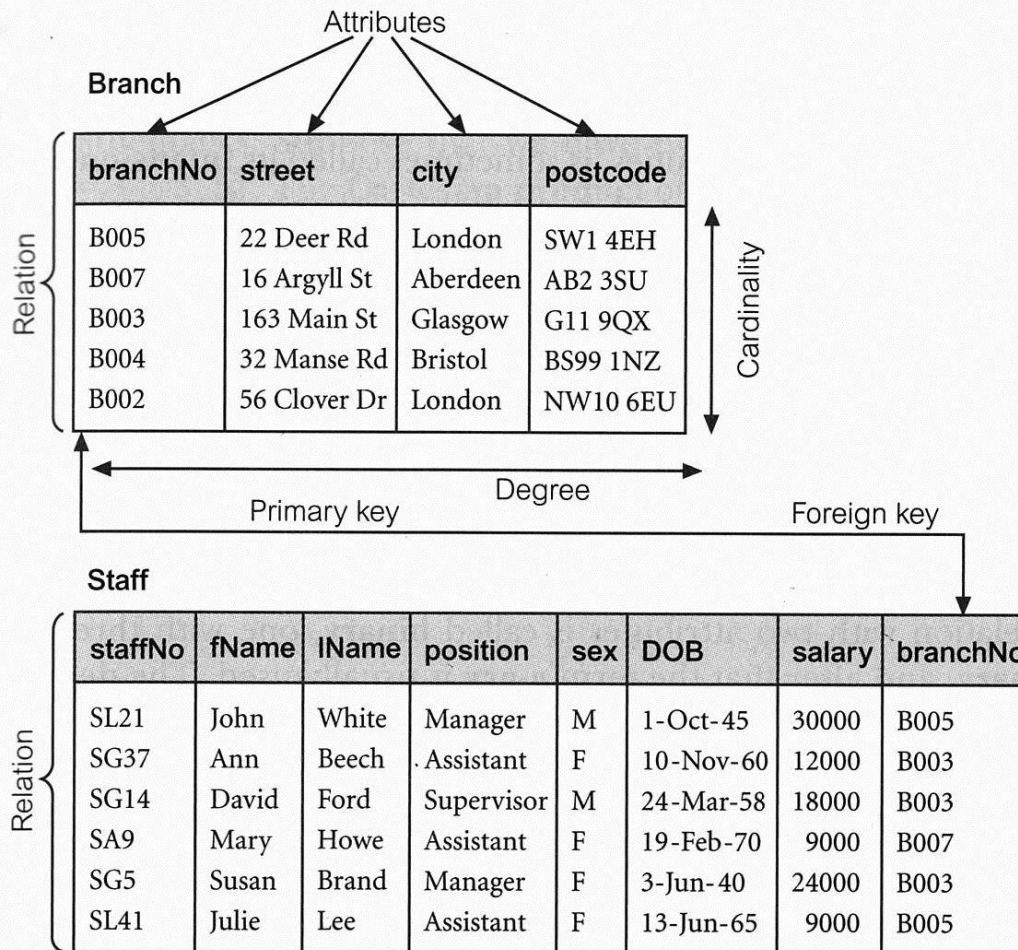 Attributes
Branch
branchNo street city postcode
B005 22 Deer Rd London SW1 4EH
B007 16 Argyll St Aberdeen AB2 3SU
B003 163 Main St Glasgow G11 9QX
B004 32 Manse Rd Bristol BS99 1NZ
B002 56 Clover Dr London NW10 6EU
Relation
Cardinality
Degree
Primary key
Foreign key
Staff
staffNo fName lName position sex DOB salary branchNo
SL21 John White Manager M 1-Oct-45 30000 B005
SG37 Ann Beech Assistant F 10-Nov-60 12000 B003
SG14 David Ford Supervisor M 24-Mar-58 18000 B003
SA9 Mary Howe Assistant F 19-Feb-70 9000 B007
SG5 Susan Brand Manager F 3-Jun-40 24000 B003
SL41 Julie Lee Assistant F 13-Jun-65 9000 B005
Relation